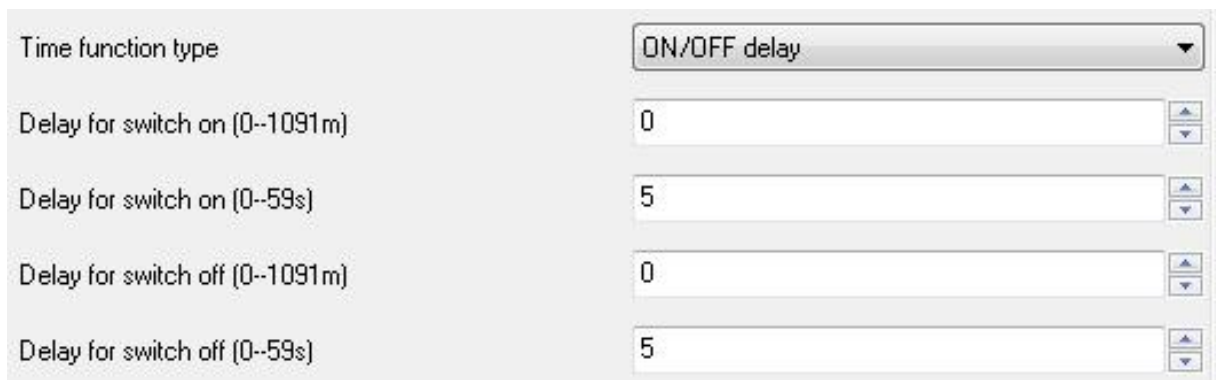 Time function type ON/OFF delay
Delay for switch on (0--1091m) 0
Delay for switch on (0--59s) 5
Delay for switch off (0--1091m) 0
Delay for switch off (0--59s) 5